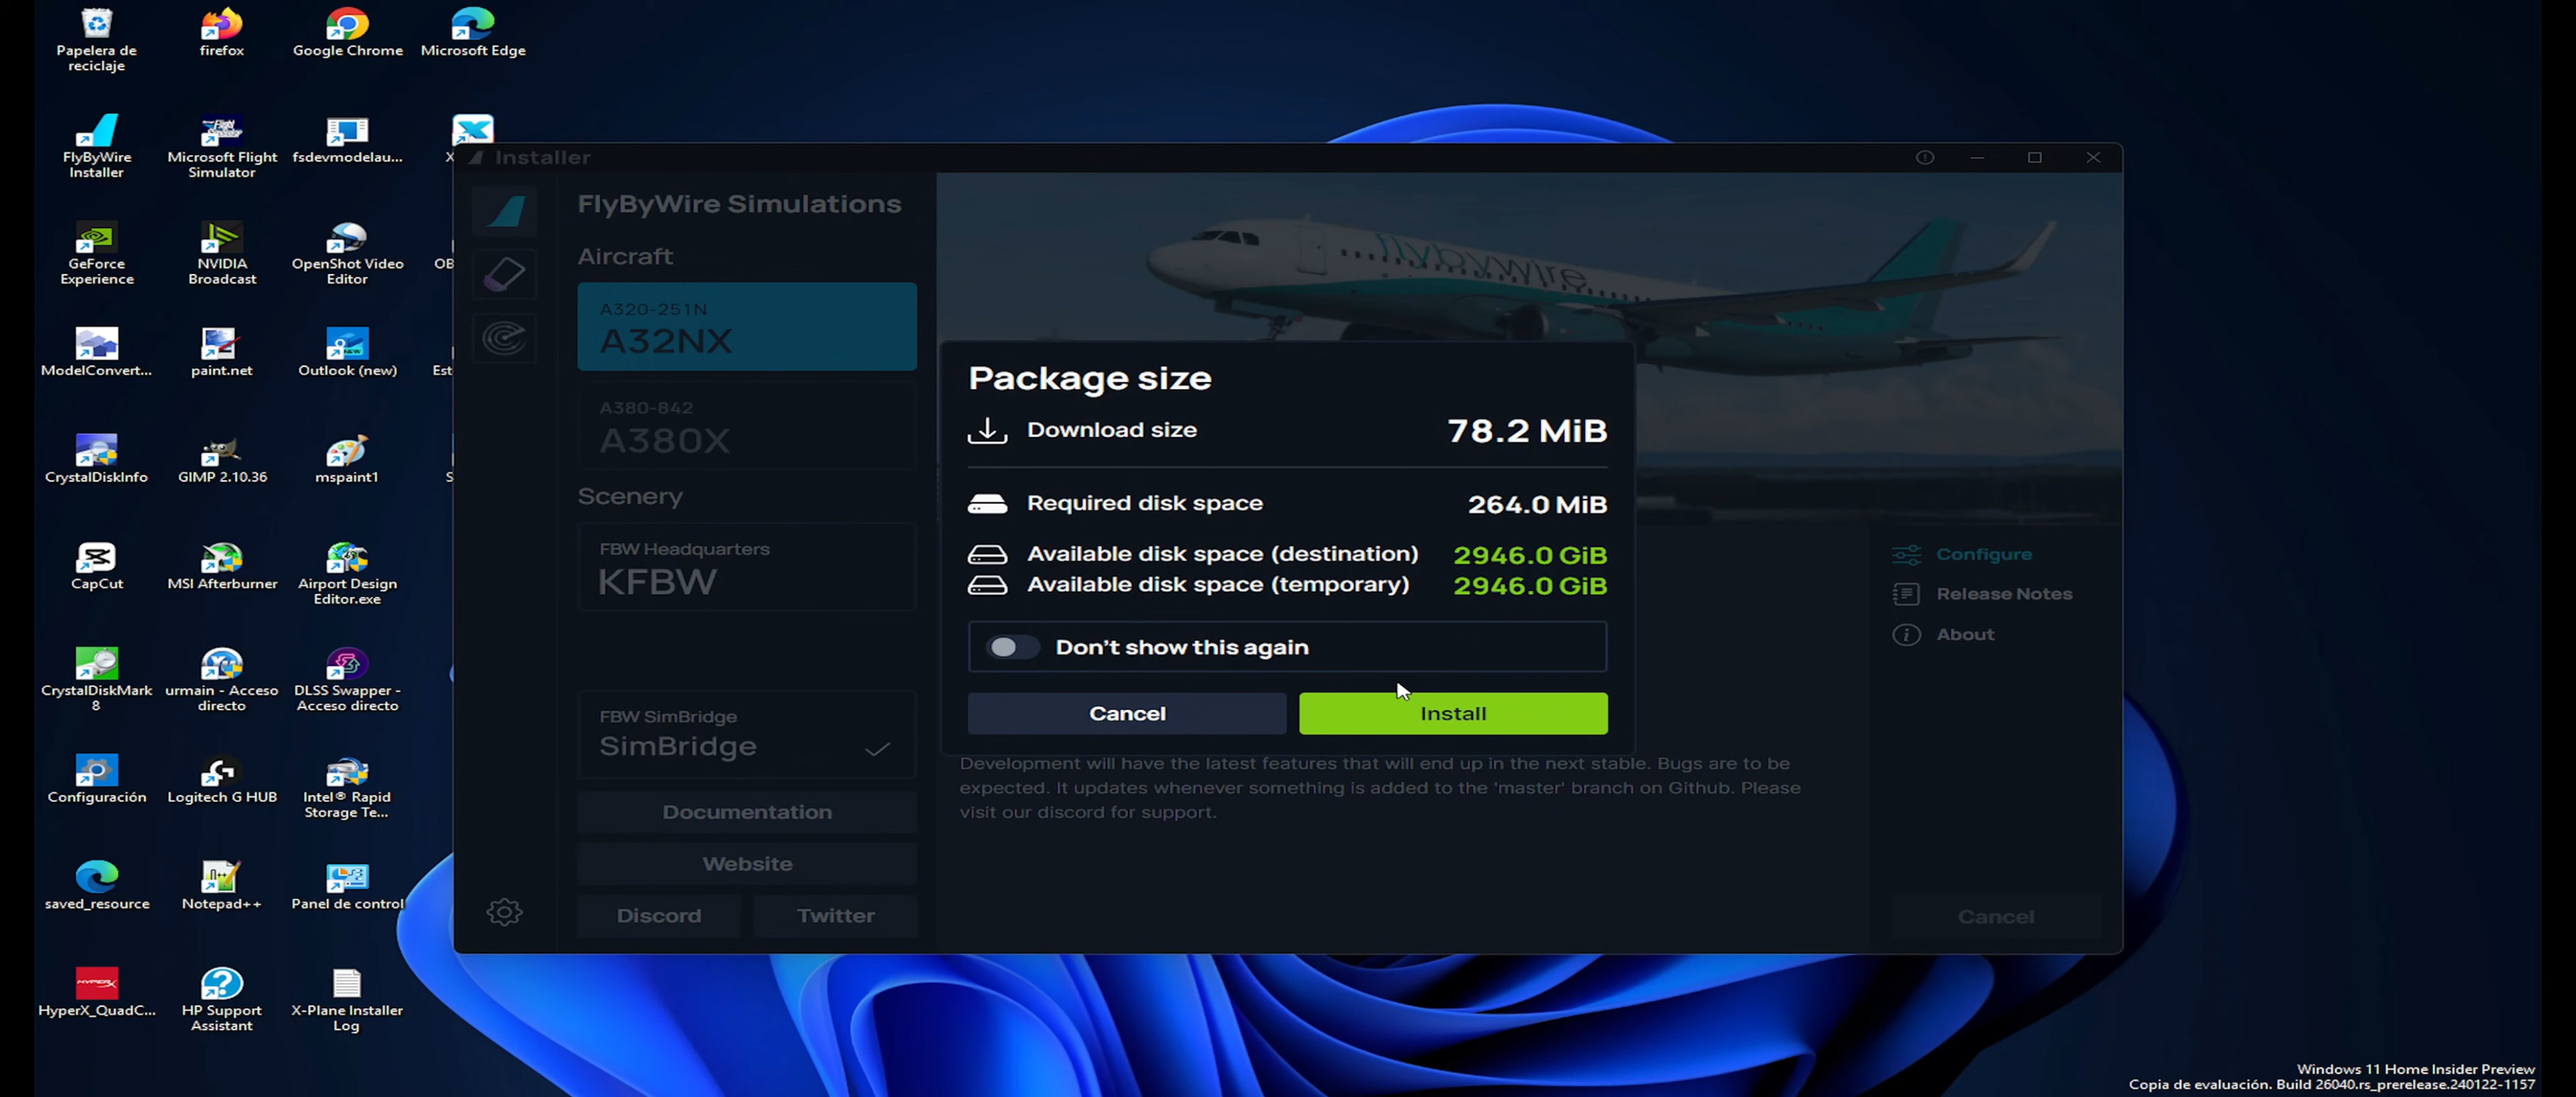 Papelera de
reciclaje
firefox
Google Chrome
Microsoft Edge
FlyByWire
Installer
Microsoft Flight
Simulator
fsdevmodelau...
X
GeForce
Experience
NVIDIA
Broadcast
OpenShot Video
Editor
OB
ModelConvert...
paint.net
Outlook (new)
Est
CrystalDiskInfo
GIMP 2.10.36
mspaint1
S
CapCut
MSI Afterburner
Airport Design
Editor.exe
CrystalDiskMark
8
urmain - Acceso
directo
DLSS Swapper -
Acceso directo
Configuración
Logitech G HUB
Intel® Rapid
Storage Te...
saved_resource
Notepad++
Panel de control
HyperX_QuadC...
HP Support
Assistant
X-Plane Installer
Log
Installer
FlyByWire Simulations
Aircraft
A320-251N
A32NX
A380-842
A380X
Scenery
FBW Headquarters
KFBW
FBW SimBridge
SimBridge
Documentation
Website
Discord
Twitter
flybywire
Package size
Download size 78.2 MiB
Required disk space 264.0 MiB
Available disk space (destination) 2946.0 GiB
Available disk space (temporary) 2946.0 GiB
Don't show this again
Cancel
Install
Development will have the latest features that will end up in the next stable. Bugs are to be
expected. It updates whenever something is added to the 'master' branch on Github. Please
visit our discord for support.
Configure
Release Notes
About
Cancel
Windows 11 Home Insider Preview
Copia de evaluación. Build 26040.rs_prerelease.240122-1157